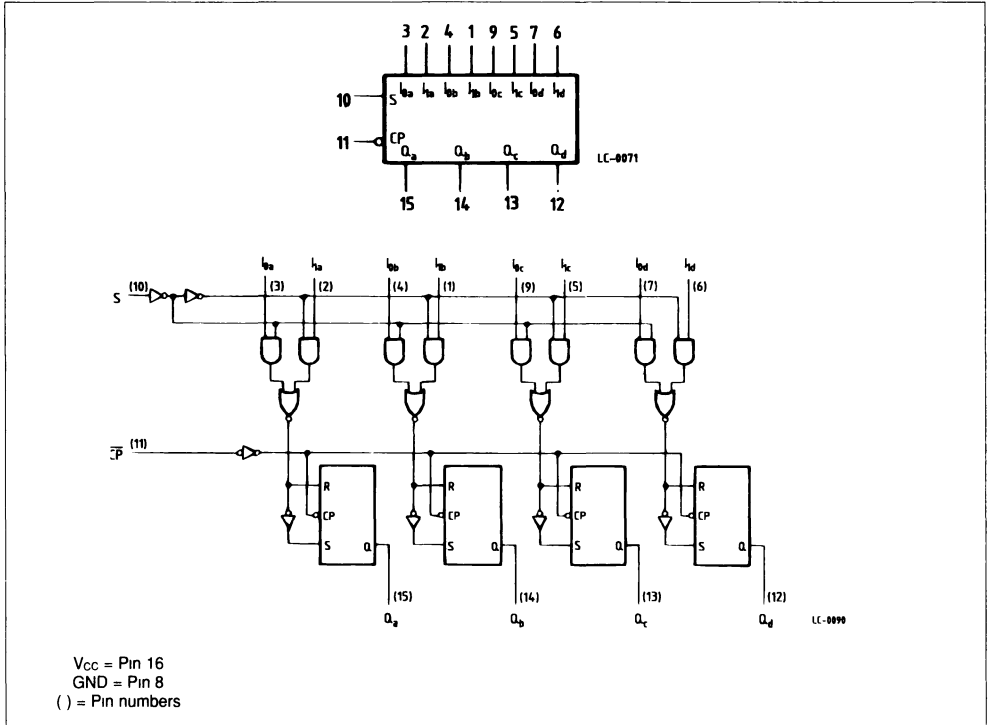 3 2 4 1 9 5 7 6
10 S I0a I1a I0b I1b I0c I1c I0d I1d
11 CP
Qa Qb Qc Qd
LC-0071
15 14 13 12
I0a I1a I0b I1b I0c I1c I0d I1d
S (10) (3) (2) (4) (1) (9) (5) (7) (6)
CP (11)
R R R R
CP CP CP CP
S Q S Q S Q S Q
(15) (14) (13) (12)
Qa Qb Qc Qd
LC-0090
VCC = Pin 16
GND = Pin 8
( ) = Pin numbers